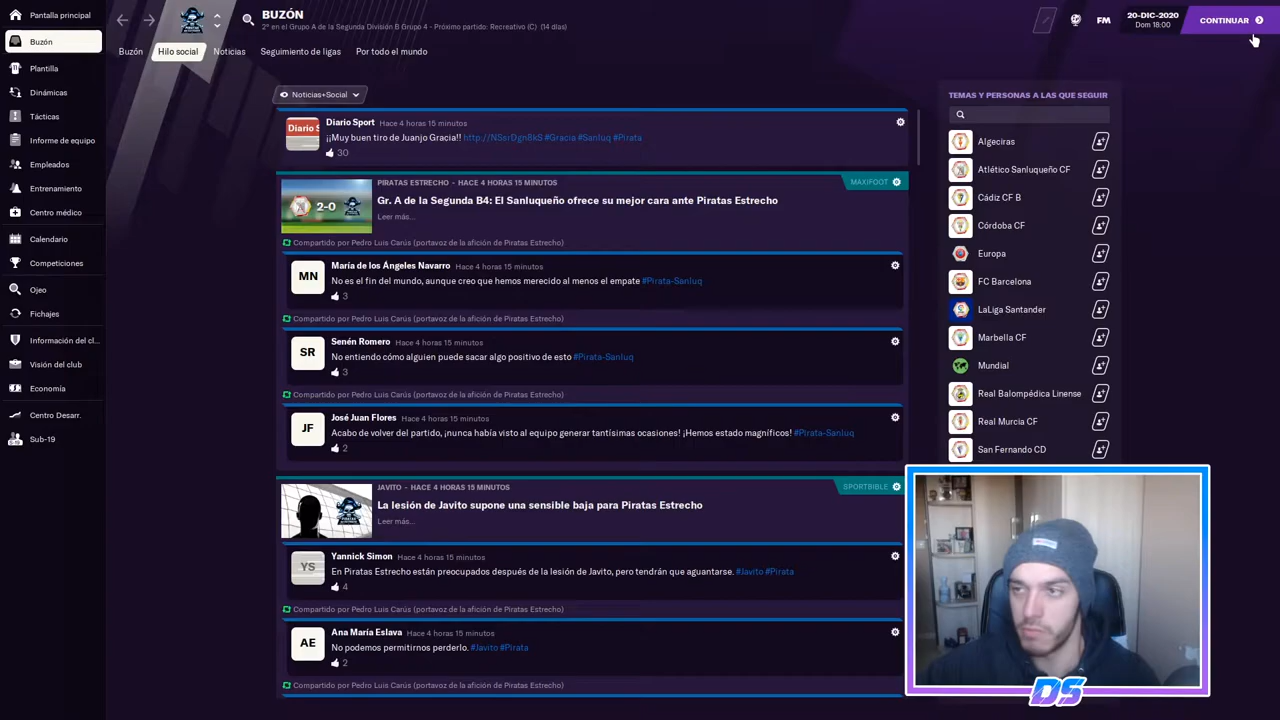 Pantalla principal
Buzón
Plantilla
Dinámicas
Tácticas
Informe de equipo
Empleados
Entrenamiento
Centro médico
Calendario
Competiciones
Ojeo
Fichajes
Información del cl...
Visión del club
Economía
Centro Desarr.
Sub-19
BUZÓN
2º en el Grupo A de la Segunda División B Grupo 4 - Próximo partido: Recreativo (C) (14 días)
FM
20-DIC-2020
Dom 18:00
CONTINUAR
Buzón
Hilo social
Noticias
Seguimiento de ligas
Por todo el mundo
Noticias+Social
Diario S
Diario Sport Hace 4 horas 15 minutos
¡¡Muy buen tiro de Juanjo Gracia!! http://NSsrDgn8kS #Gracia #Sanluq #Pirata
30
2-0
PIRATAS ESTRECHO - HACE 4 HORAS 15 MINUTOS
MAXIFOOT
Gr. A de la Segunda B4: El Sanluqueño ofrece su mejor cara ante Piratas Estrecho
Leer más...
Compartido por Pedro Luis Carús (portavoz de la afición de Piratas Estrecho)
MN
María de los Ángeles Navarro Hace 4 horas 15 minutos
No es el fin del mundo, aunque creo que hemos merecido al menos el empate #Pirata-Sanluq
3
Compartido por Pedro Luis Carús (portavoz de la afición de Piratas Estrecho)
SR
Senén Romero Hace 4 horas 15 minutos
No entiendo cómo alguien puede sacar algo positivo de esto #Pirata-Sanluq
3
Compartido por Pedro Luis Carús (portavoz de la afición de Piratas Estrecho)
JF
José Juan Flores Hace 4 horas 15 minutos
Acabo de volver del partido, ¡nunca había visto al equipo generar tantísimas ocasiones! ¡Hemos estado magníficos! #Pirata-Sanluq
2
JAVITO - HACE 4 HORAS 15 MINUTOS
SPORTBIBLE
La lesión de Javito supone una sensible baja para Piratas Estrecho
Leer más...
YS
Yannick Simon Hace 4 horas 15 minutos
En Piratas Estrecho están preocupados después de la lesión de Javito, pero tendrán que aguantarse. #Javito #Pirata
4
Compartido por Pedro Luis Carús (portavoz de la afición de Piratas Estrecho)
AE
Ana María Eslava Hace 4 horas 15 minutos
No podemos permitirnos perderlo. #Javito #Pirata
2
Compartido por Pedro Luis Carús (portavoz de la afición de Piratas Estrecho)
TEMAS Y PERSONAS A LAS QUE SEGUIR
Algeciras
Atlético Sanluqueño CF
Cádiz CF B
Córdoba CF
Europa
FC Barcelona
LaLiga Santander
Marbella CF
Mundial
Real Balompédica Linense
Real Murcia CF
San Fernando CD
DS